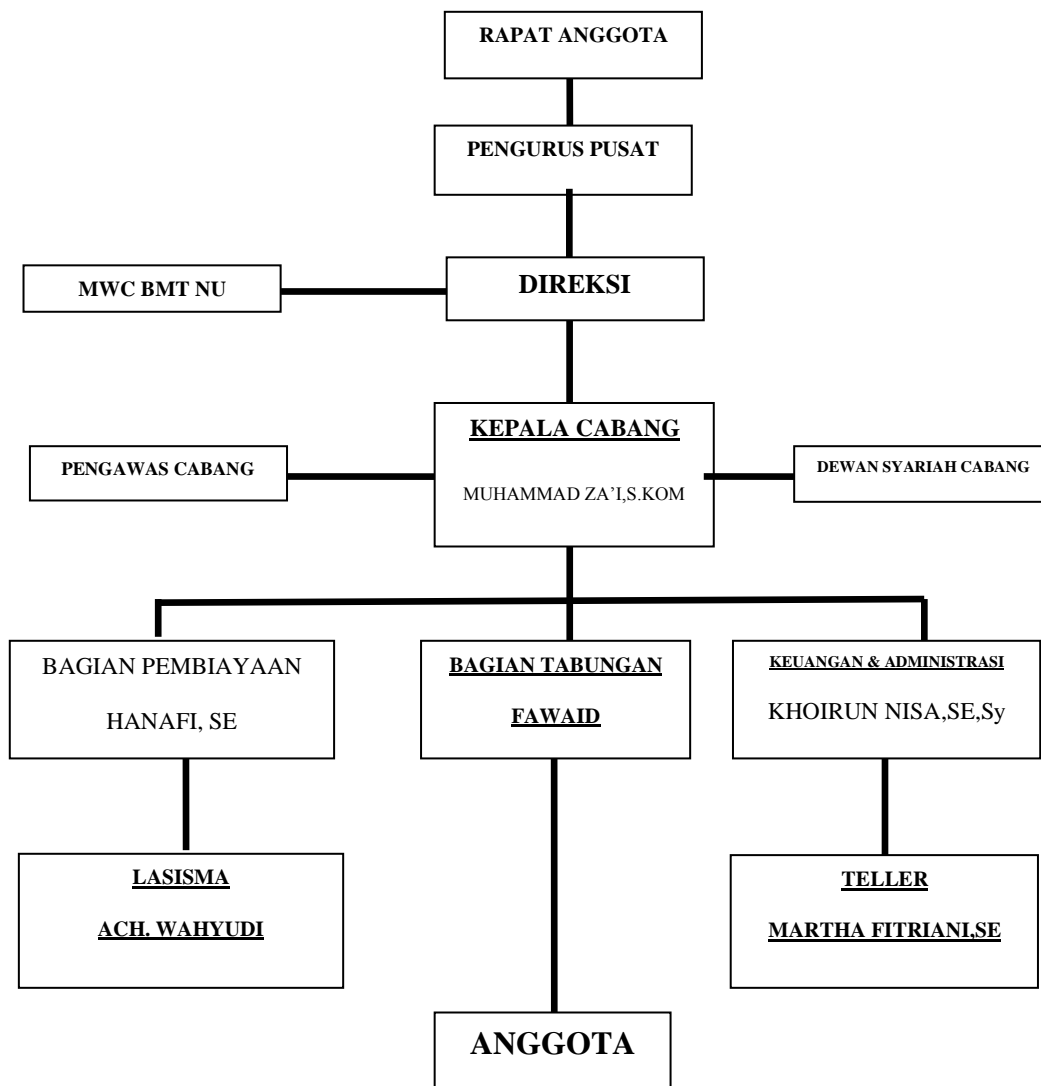 RAPAT ANGGOTA
PENGURUS PUSAT
DIREKSI
MWC BMT NU
KEPALA CABANG
MUHAMMAD ZA’I,S.KOM
PENGAWAS CABANG
DEWAN SYARIAH CABANG
BAGIAN PEMBIAYAAN
HANAFI, SE
BAGIAN TABUNGAN
FAWAID
KEUANGAN & ADMINISTRASI
KHOIRUN NISA,SE,Sy
LASISMA
ACH. WAHYUDI
TELLER
MARTHA FITRIANI,SE
ANGGOTA